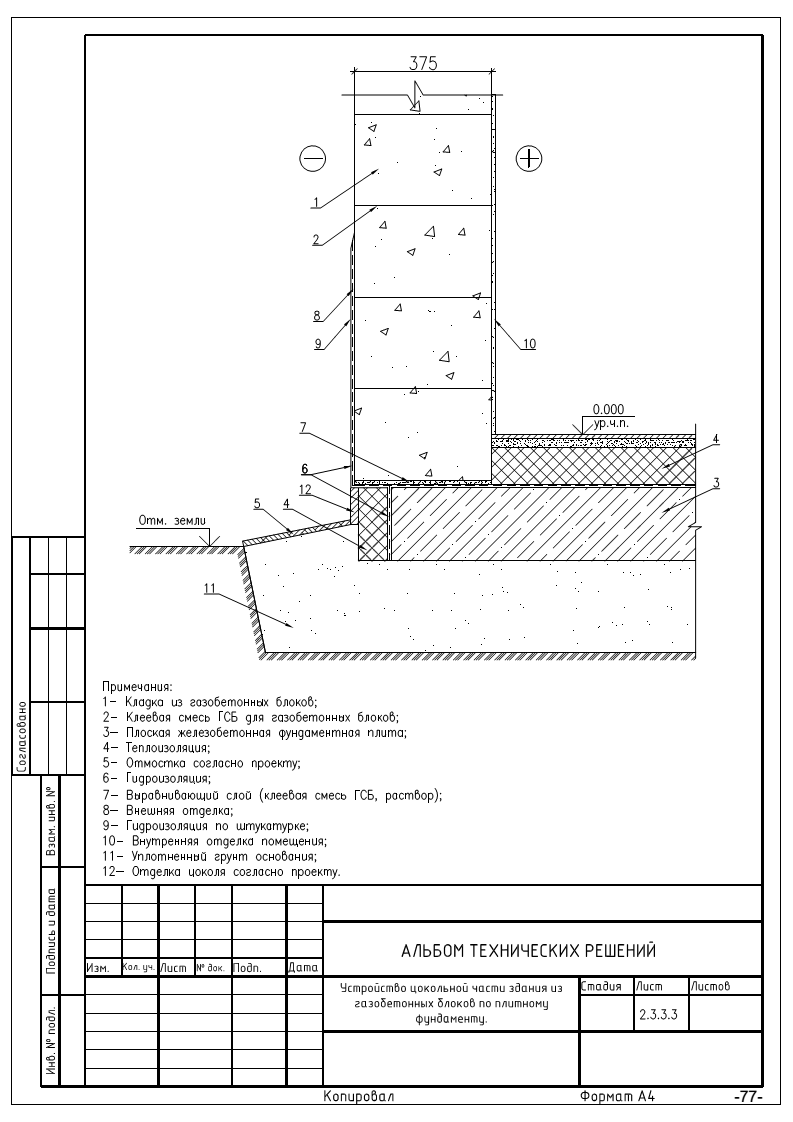 375
1
2
8
9
10
0.000
ур.ч.п.
7
4
6
12
3
5
4
Отм. земли
11
Примечания:
1– Кладка из газобетонных блоков;
2– Клеевая смесь ГСБ для газобетонных блоков;
3– Плоская железобетонная фундаментная плита;
4– Теплоизоляция;
5– Отмостка согласно проекту;
6– Гидроизоляция;
7– Выравнивающий слой (клеевая смесь ГСБ, раствор);
8– Внешняя отделка;
9– Гидроизоляция по штукатурке;
10– Внутренняя отделка помещения;
11– Уплотненный грунт основания;
12– Отделка цоколя согласно проекту.
Согласовано
Взам. инв. №
Подпись и дата
Инв. № подл.
АЛЬБОМ ТЕХНИЧЕСКИХ РЕШЕНИЙ
Изм. Кол. уч. Лист № док. Подп. Дата
Устройство цокольной части здания из
газобетонных блоков по плитному
фундаменту.
Стадия Лист Листов
2.3.3.3
Копировал Формат А4 -77-